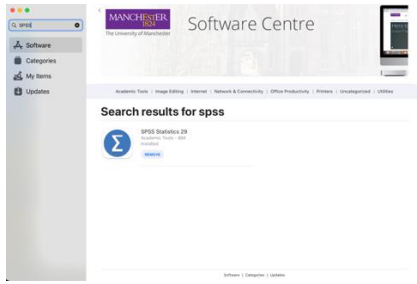 spss
Software
Categories
My Items
Updates
MANCHESTER
1824
The University of Manchester
Software Centre
Academic Tools | Image Editing | Internet | Network & Connectivity | Office Productivity | Printers | Uncategorized | Utilities
Search results for spss
SPSS Statistics 29
Academic Tools - IBM
Installed
REMOVE
Software | Categories | Updates